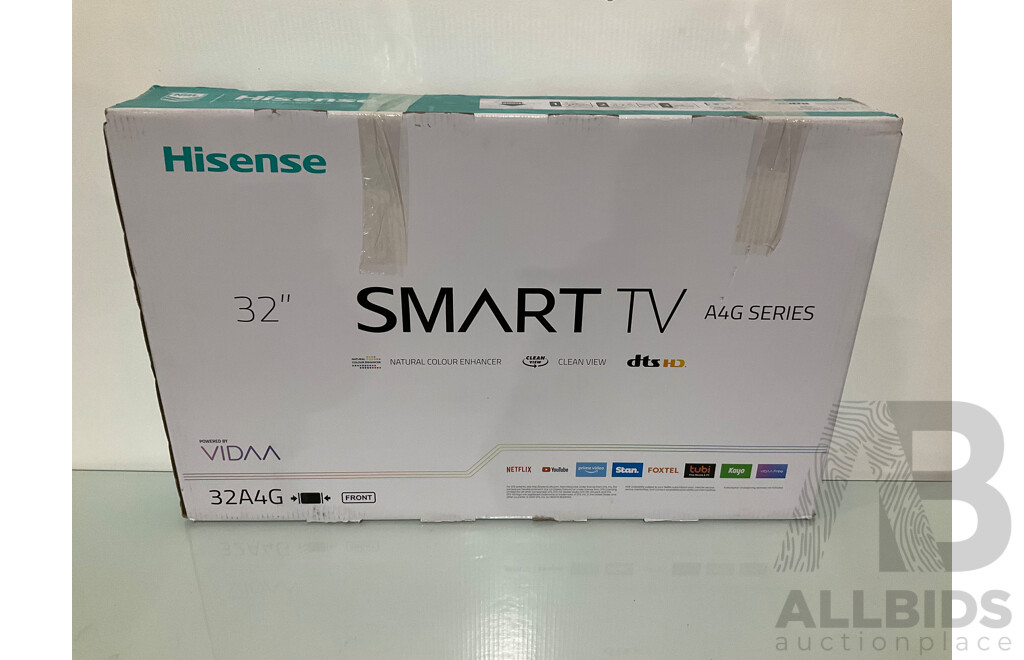 Hisense
Hisense
32" SMART TV A4G SERIES
NATURAL COLOUR ENHANCER CLEAN VIEW CLEAN VIEW dts HD
POWERED BY
VIDAA
NETFLIX YouTube prime video Stan. FOXTEL tubi Kayo
32A4G FRONT
AB
ALLBIDS
auctionplace